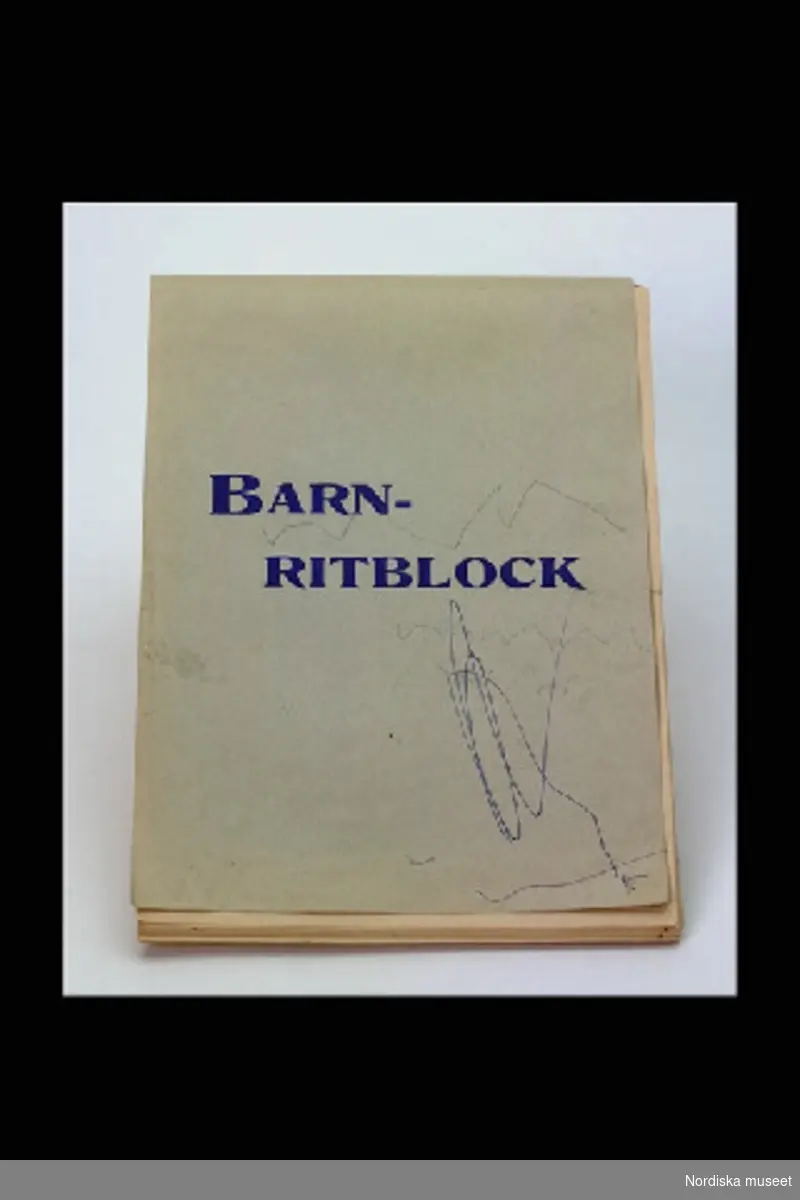 BARN-
RITBLOCK
Nordiska museet